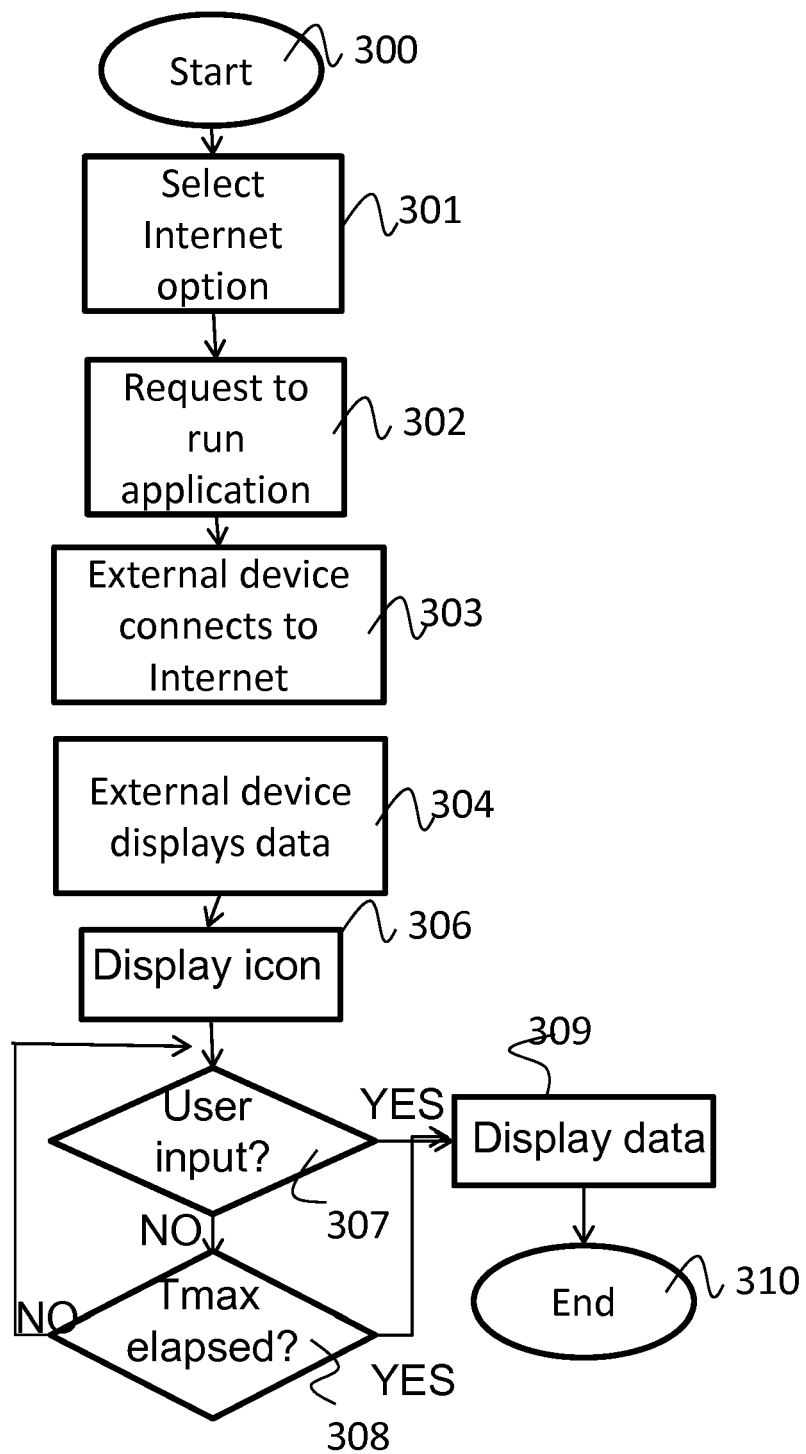 Start
300
Select
Internet
option
301
Request to
run
application
302
External device
connects to
Internet
303
External device
displays data
304
306
Display icon
309
User
input?
YES
Display data
307
NO
310
End
Tmax
elapsed?
NO
YES
308